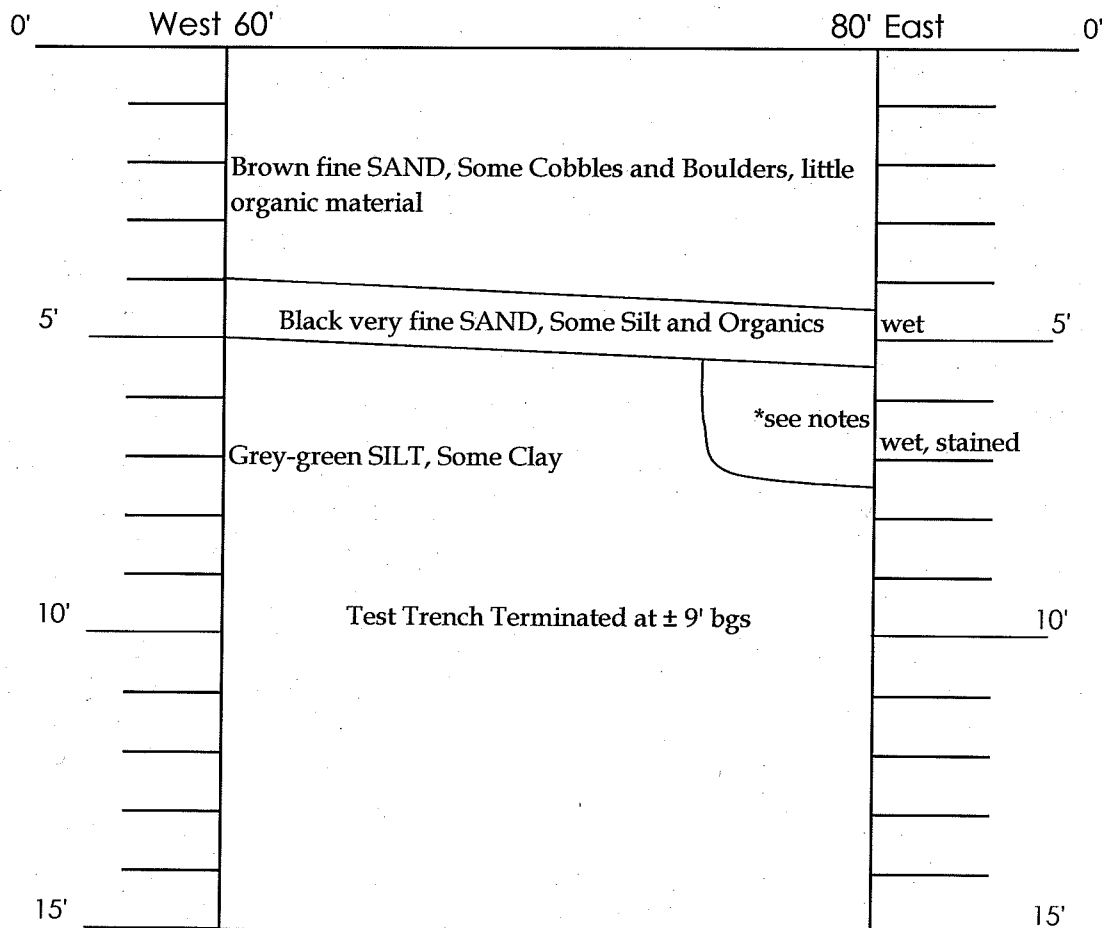 0' West 60' 80' East 0'
Brown fine SAND, Some Cobbles and Boulders, little
organic material
5' Black very fine SAND, Some Silt and Organics wet 5'
*see notes
wet, stained
Grey-green SILT, Some Clay
10' Test Trench Terminated at ± 9' bgs 10'
15' 15'